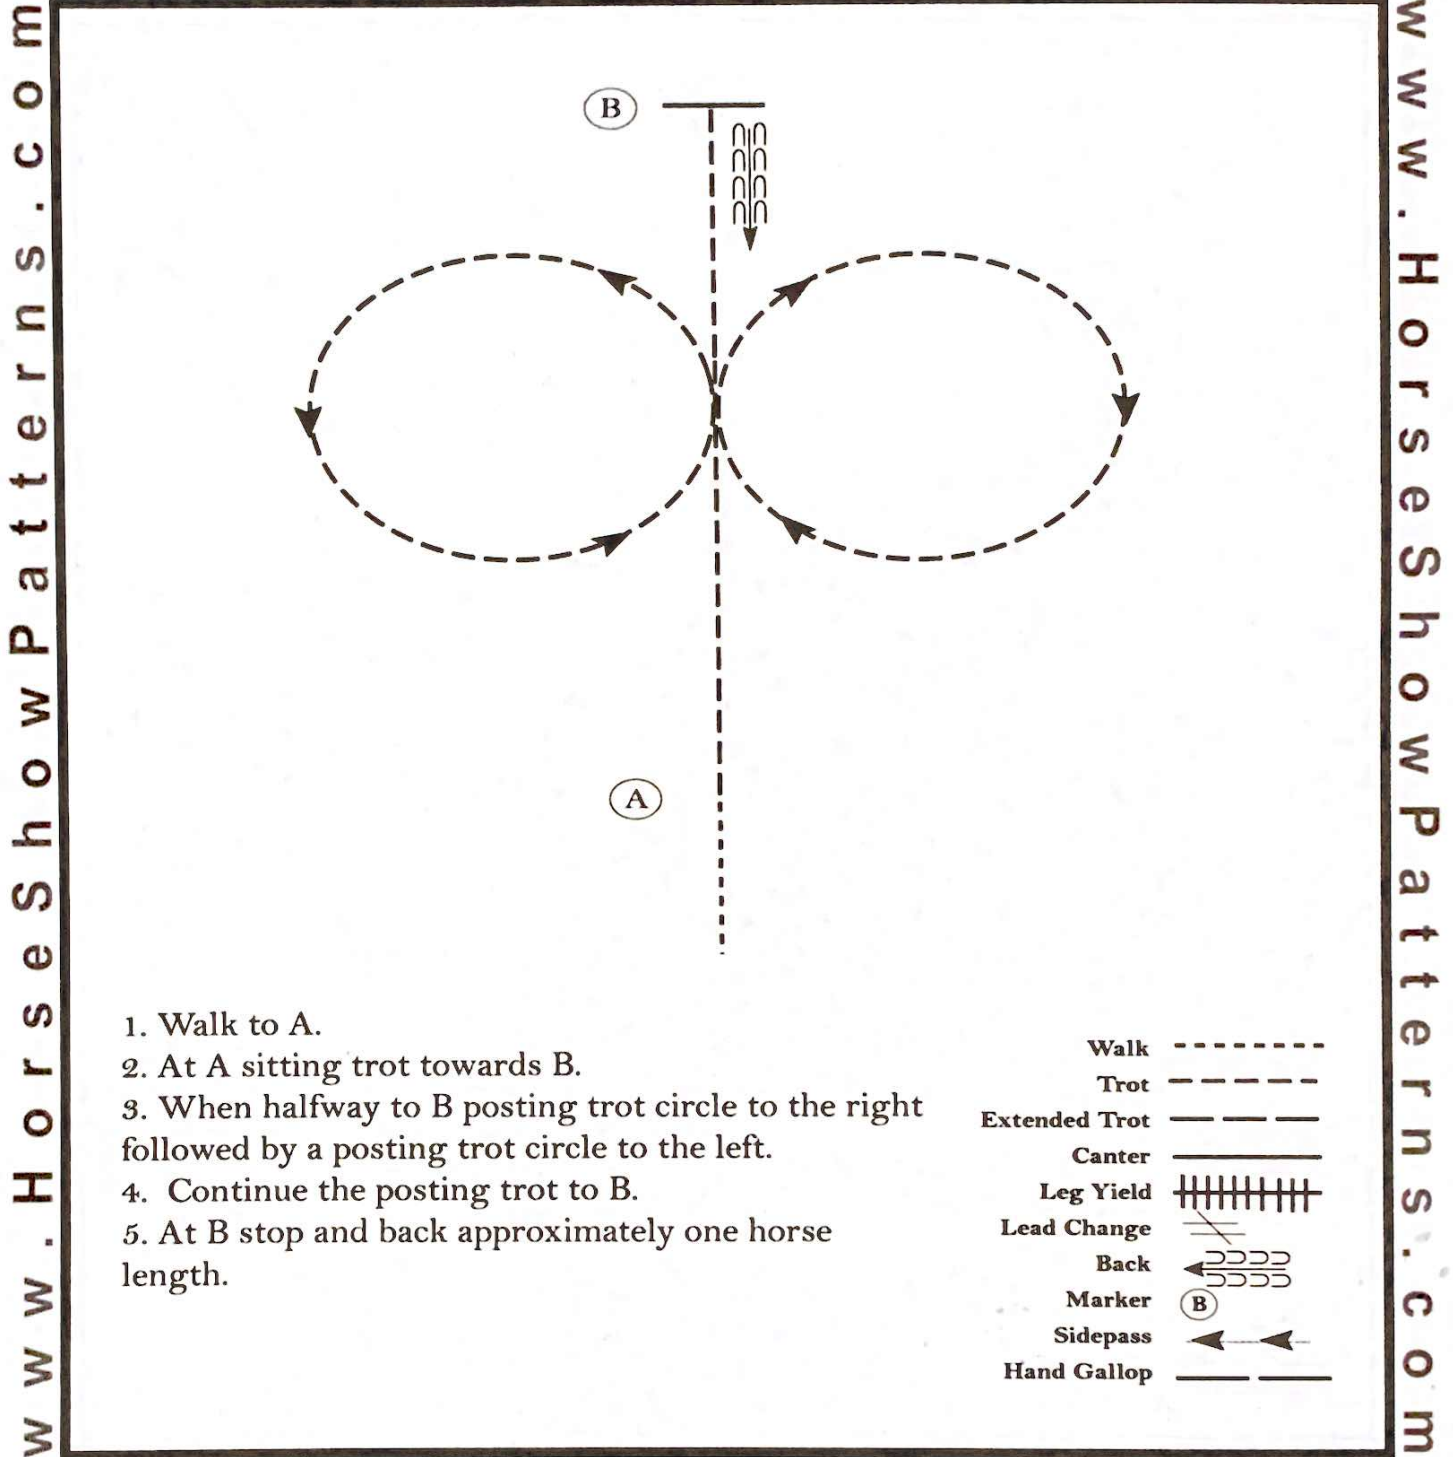 www.HorseShowPatterns.com
www.HorseShowPatterns.com
B
A
1. Walk to A.
2. At A sitting trot towards B.
3. When halfway to B posting trot circle to the right
followed by a posting trot circle to the left.
4. Continue the posting trot to B.
5. At B stop and back approximately one horse
length.
Walk
Trot
Extended Trot
Canter
Leg Yield
Lead Change
Back
Marker B
Sidepass
Hand Gallop